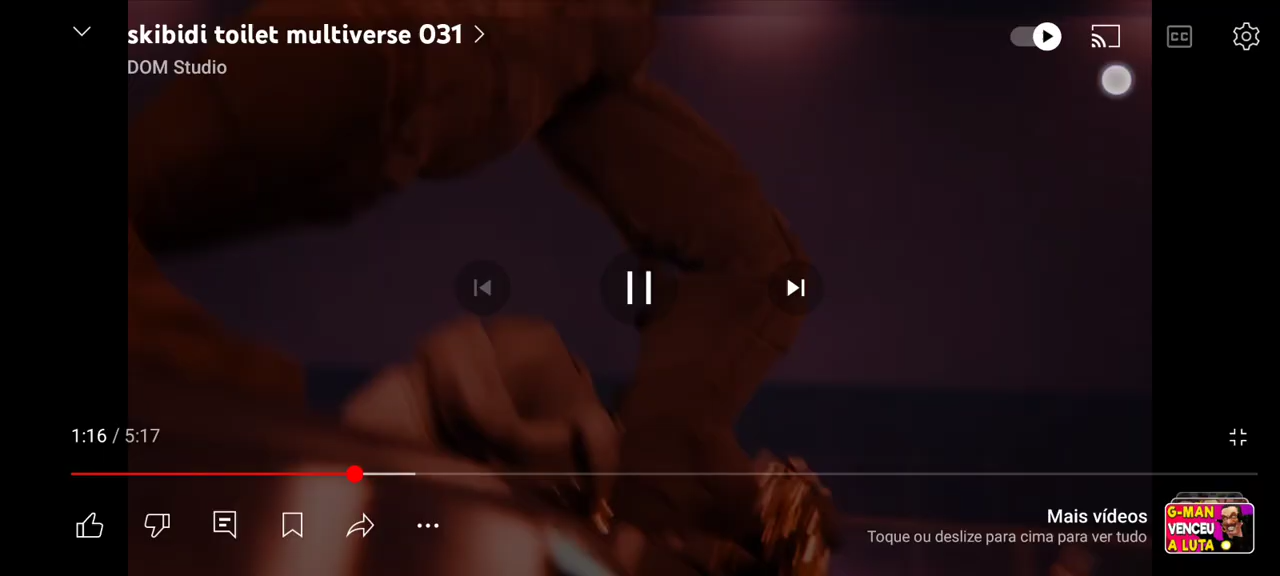 skibidi toilet multiverse 031
DOM Studio
CC
1:16 / 5:17
Mais vídeos
Toque ou deslize para cima para ver tudo
G-MAN
VENCEU
A LUTA